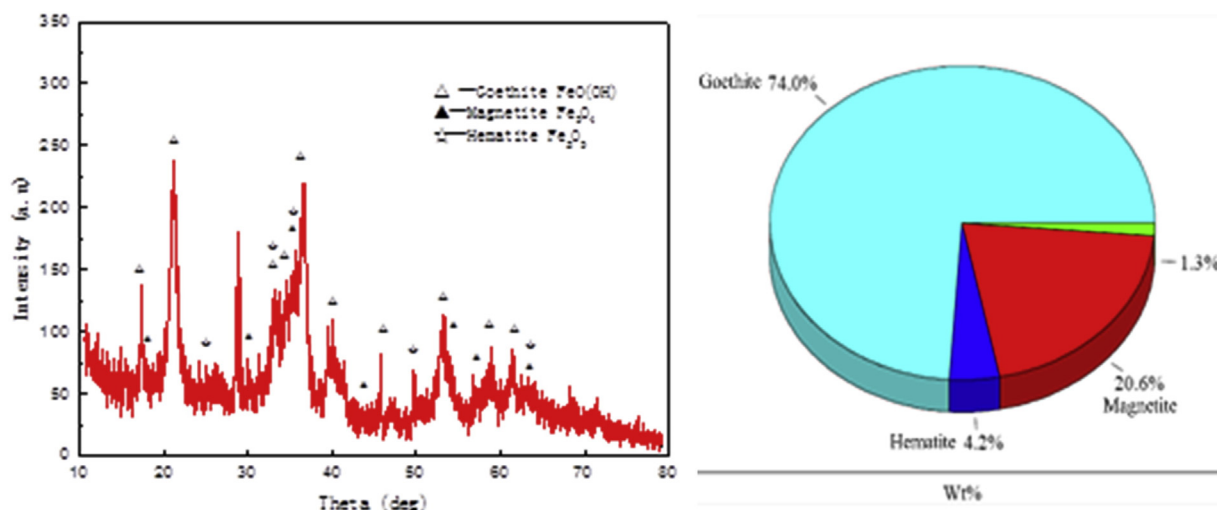 350
300
250
200
150
100
50
0
10 20 30 40 50 60 70 80
Intensity (a.u)
Theta (deg)
△ —Goethite FeO(OH)
▲—Magnetite Fe₃O₄
☆—Hematite Fe₂O₃
Goethite 74.0%
1.3%
20.6%
Magnetite
Hematite 4.2%
Wt%